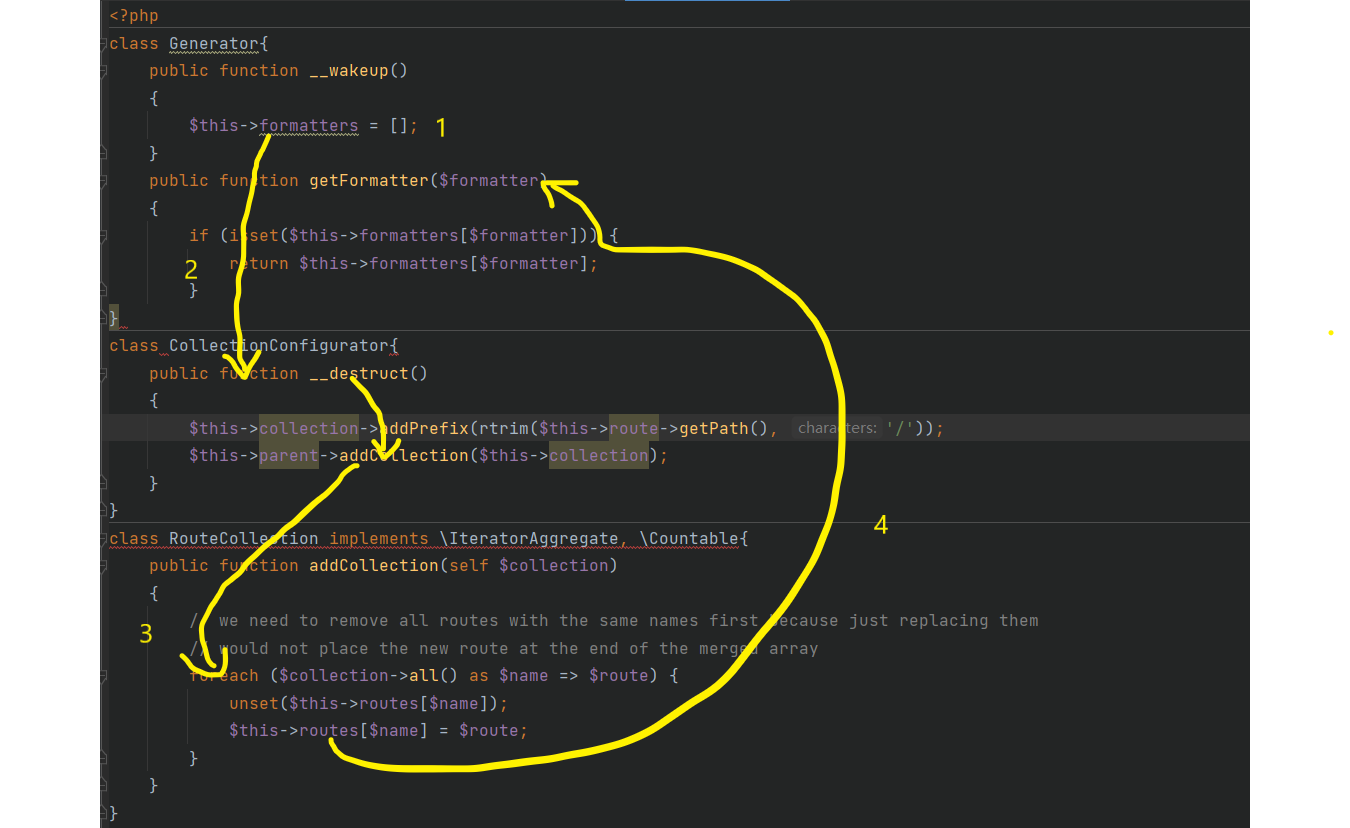 <?php
class Generator{
    public function __wakeup()
    {
        $this->formatters = []; 1
    }
    public function getFormatter($formatter)
    {
        if (isset($this->formatters[$formatter])) {
2           return $this->formatters[$formatter];
        }
}
class CollectionConfigurator{
    public function __destruct()
    {
        $this->collection->addPrefix(rtrim($this->route->getPath(), characters: '/'));
        $this->parent->addCollection($this->collection);
    }
}
4
class RouteCollection implements \IteratorAggregate, \Countable{
    public function addCollection(self $collection)
    {
        // we need to remove all routes with the same names first because just replacing them
3
        // would not place the new route at the end of the merged array
        foreach ($collection->all() as $name => $route) {
            unset($this->routes[$name]);
            $this->routes[$name] = $route;
        }
    }
}